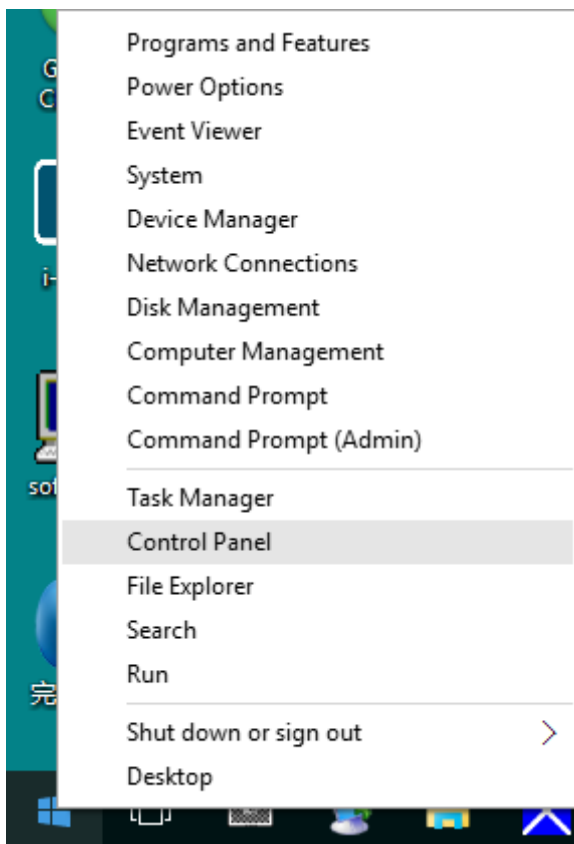 G
C
Programs and Features
Power Options
Event Viewer
System
Device Manager
i-
Network Connections
Disk Management
Computer Management
Command Prompt
Command Prompt (Admin)
Task Manager
Control Panel
File Explorer
Search
Run
完
Shut down or sign out
Desktop